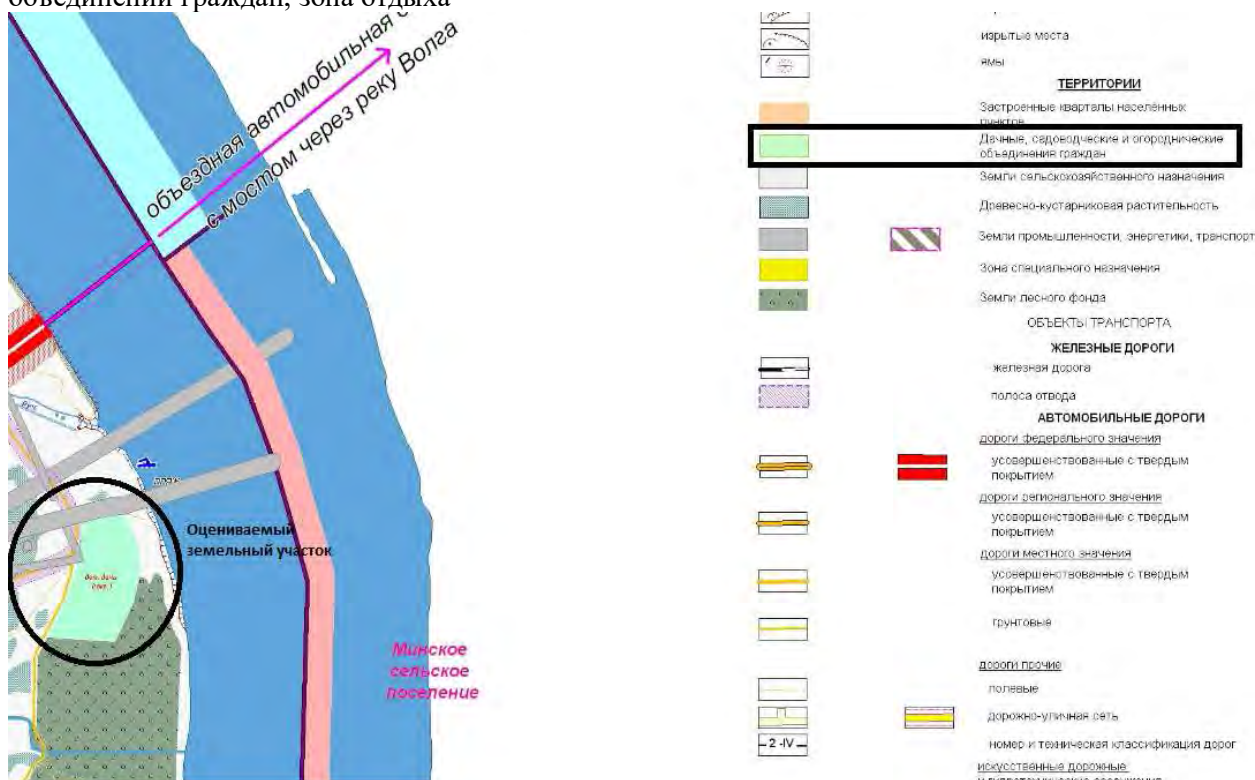 объединений граждан, зона отдыха
объездная автомобильная
с мостом через реку Волга
пляж
Оцениваемый
земельный участок
Минское
сельское
поселение
изрытые места
ямы
ТЕРРИТОРИИ
Застроенные кварталы населенных
пунктов
Дачные, садоводческие и огороднические
объединения граждан
Земли сельскохозяйственного назначения
Древесно-кустарниковая растительность
Земли промышленности, энергетики, транспорт
Зона специального назначения
Земли лесного фонда
ОБЪЕКТЫ ТРАНСПОРТА
ЖЕЛЕЗНЫЕ ДОРОГИ
железная дорога
полоса отвода
АВТОМОБИЛЬНЫЕ ДОРОГИ
дороги федерального значения
усовершенствованные с твердым
покрытием
дороги регионального значения
усовершенствованные с твердым
покрытием
дороги местного значения
усовершенствованные с твердым
покрытием
грунтовые
дороги прочие
полевые
дорожно-уличная сеть
2 -IV
номер и техническая классификация дорог
искусственные дорожные